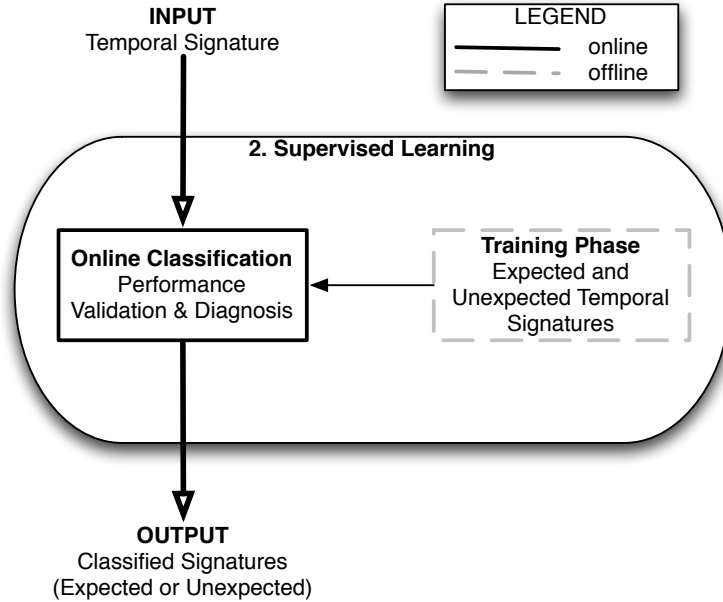 INPUT
Temporal Signature
LEGEND
online
offline
2. Supervised Learning
Online Classification
Performance
Validation & Diagnosis
Training Phase
Expected and
Unexpected Temporal
Signatures
OUTPUT
Classified Signatures
(Expected or Unexpected)